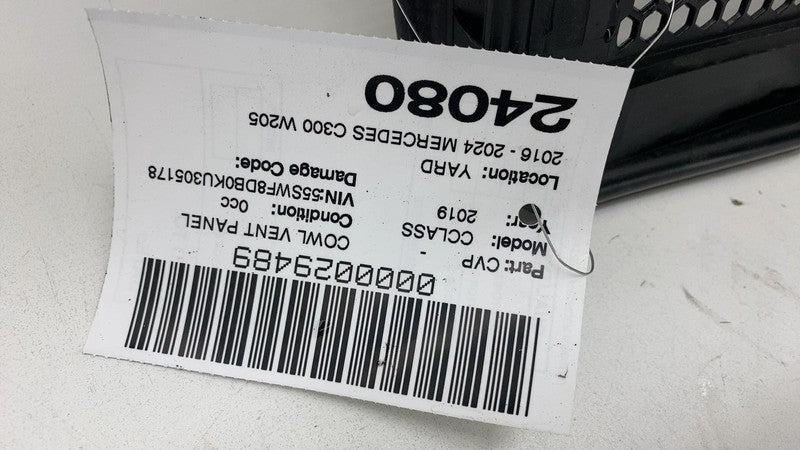 0000029489
Part: CVP - COWL VENT PANEL
Model: CCLASS Condition: 0cc
Year: 2019 VIN:55SWF8DB0KU305178
Location: YARD Damage Code:
2016 - 2024 MERCEDES C300 W205
24080